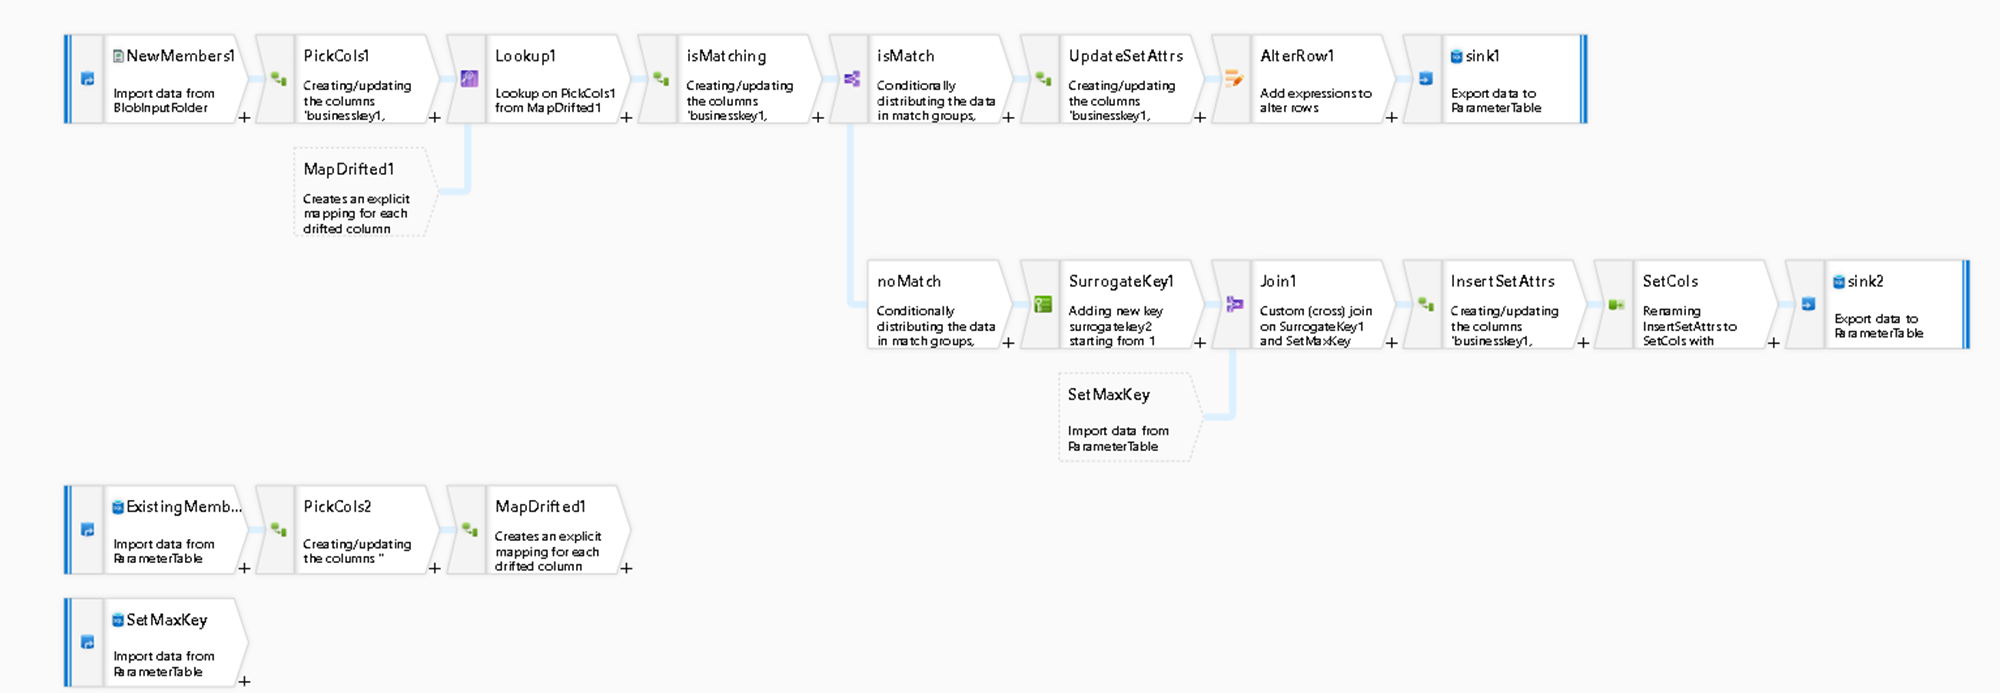 NewMembers1
Import data from
BlobInputFolder
+
PickCols1
Creating/updating
the columns
'businesskey1,
+
Lookup1
Lookup on PickCols1
from MapDrifted1
+
isMatching
Creating/updating
the columns
'businesskey1,
+
isMatch
Conditionally
distributing the data
in match groups,
+
UpdateSetAttrs
Creating/updating
the columns
'businesskey1,
+
AlterRow1
Add expressions to
alter rows
+
sink1
Export data to
ParameterTable
MapDrifted1
Creates an explicit
mapping for each
drifted column
noMatch
Conditionally
distributing the data
in match groups,
+
SurrogateKey1
Adding new key
surrogatekey2
starting from 1
+
Join1
Custom (cross) join
on SurrogateKey1
and SetMaxKey
+
InsertSetAttrs
Creating/updating
the columns
'businesskey1,
+
SetCols
Renaming
InsertSetAttrs to
SetCols with
+
sink2
Export data to
ParameterTable
SetMaxKey
Import data from
ParameterTable
ExistingMemb...
Import data from
ParameterTable
+
PickCols2
Creating/updating
the columns "
+
MapDrifted1
Creates an explicit
mapping for each
drifted column
+
SetMaxKey
Import data from
ParameterTable
+